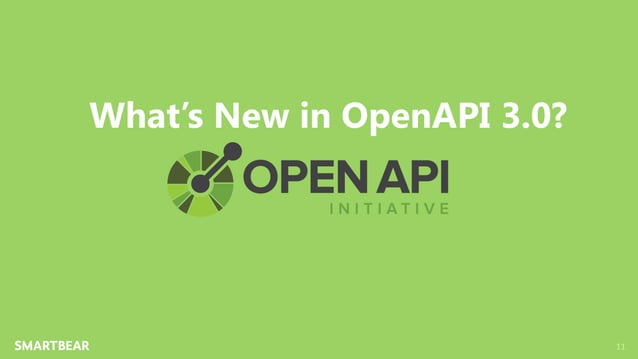 What’s New in OpenAPI 3.0?
OPEN API
INITIATIVE
SMARTBEAR
11